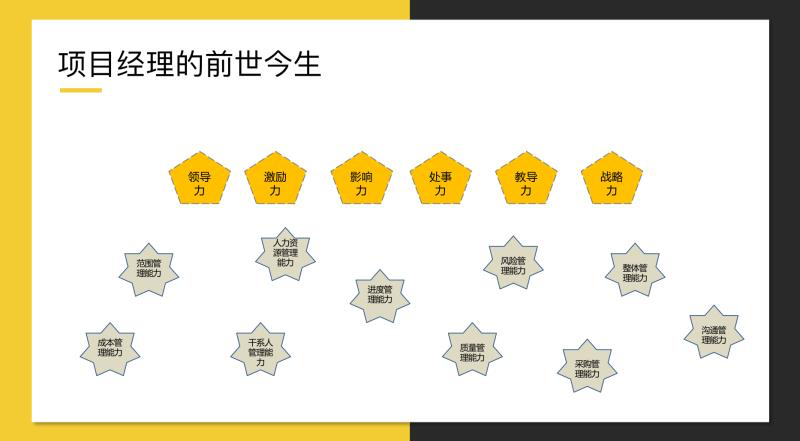 项目经理的前世今生
领导
力
激励
力
影响
力
处事
力
教导
力
战略
力
范围管
理能力
人力资
源管理
能力
进度管
理能力
风险管
理能力
整体管
理能力
成本管
理能力
干系人
管理能
力
质量管
理能力
采购管
理能力
沟通管
理能力